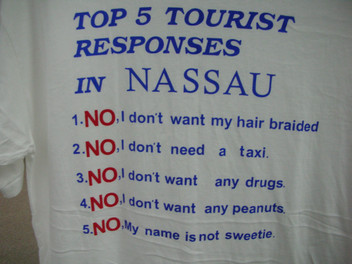 TOP 5 TOURIST
RESPONSES
IN NASSAU
1.NO, I don't want my hair braided
2.NO, I don't need a taxi.
3.NO, I don't want any drugs.
4.NO, I don't want any peanuts.
5.NO, My name is not sweetie.